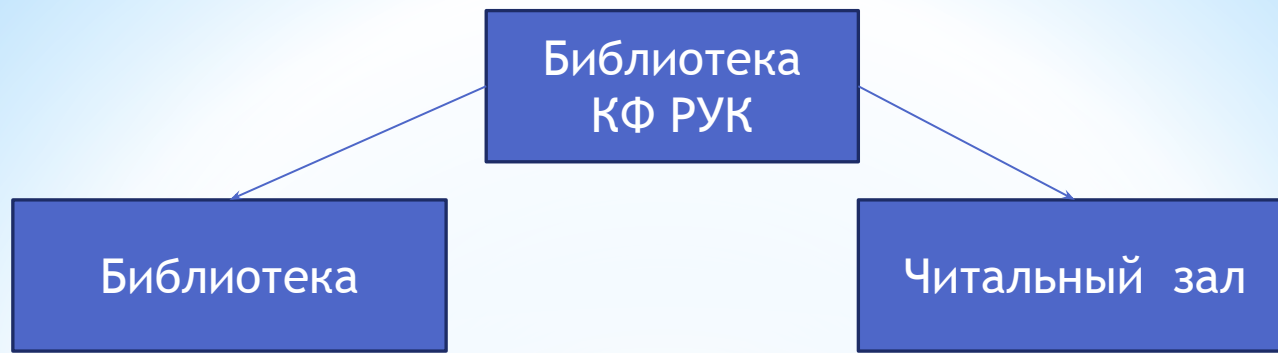 Библиотека
КФ РУК
Библиотека
Читальный зал